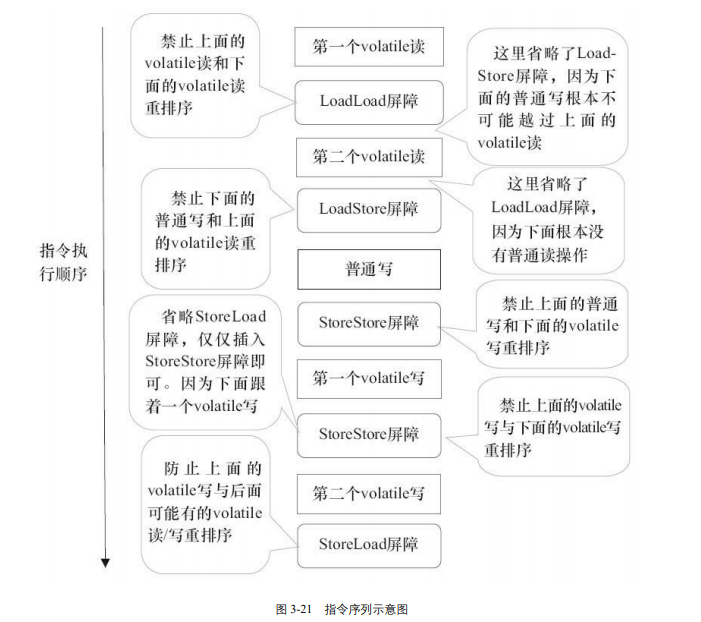 禁止上面的
volatile读和下
面的volatile读
重排序
第一个volatile读
LoadLoad屏障
这里省略了Load-
Store屏障，因为下
面的普通写根本不
可能越过上面的
volatile读
第二个volatile读
禁止下面的
普通写和上面
的volatile读重
排序
LoadStore屏障
这里省略了
LoadLoad屏障，
因为下面根本没
有普通读操作
指令执
行顺序
普通写
省略StoreLoad
屏障，仅仅插入
StoreStore屏障即
可。因为下面跟
着一个volatile写
StoreStore屏障
禁止上面的普通
写和下面的volatile
写重排序
第一个volatile写
StoreStore屏障
禁止上面的volatile
写与下面的volatile写
重排序
防止上面的
volatile写与后面
可能有的volatile
读/写重排序
第二个volatile写
StoreLoad屏障
图 3-21 指令序列示意图